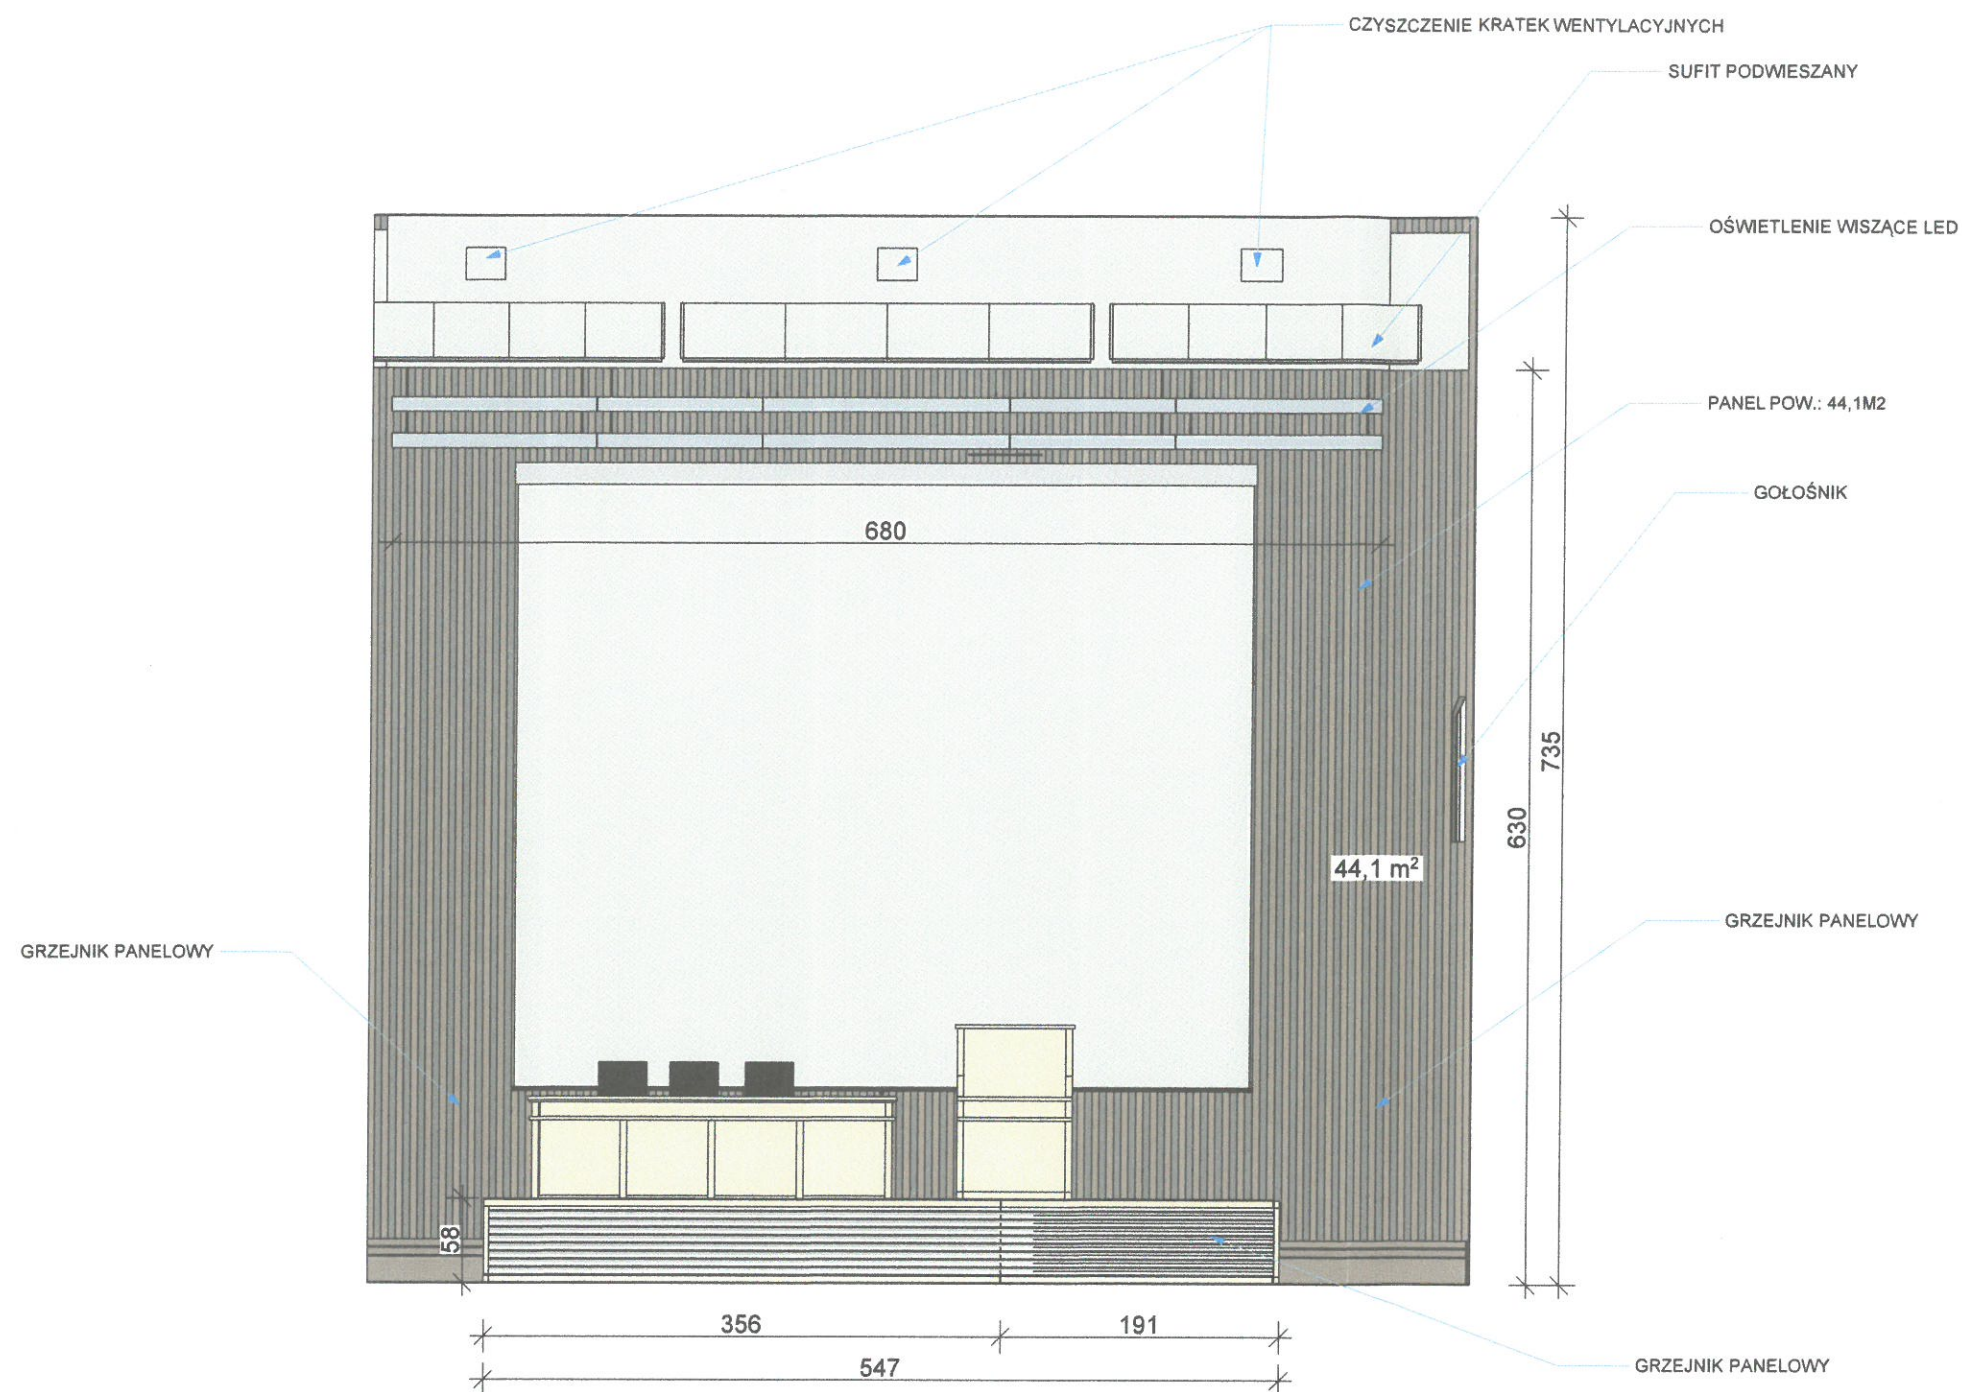 CZYSZCZENIE KRATEK WENTYLACYJNYCH
SUFIT PODWIESZANY
OŚWIETLENIE WISZĄCE LED
PANEL POW.: 44,1M2
GOŁOŚNIK
680
735
630
44,1 m²
GRZEJNIK PANELOWY
GRZEJNIK PANELOWY
58
356
191
547
GRZEJNIK PANELOWY